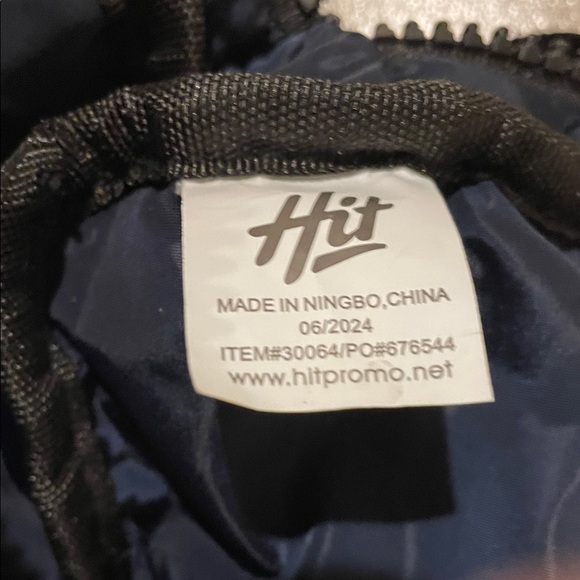 Hit
MADE IN NINGBO,CHINA
06/2024
ITEM#30064/PO#676544
www.hitpromo.net